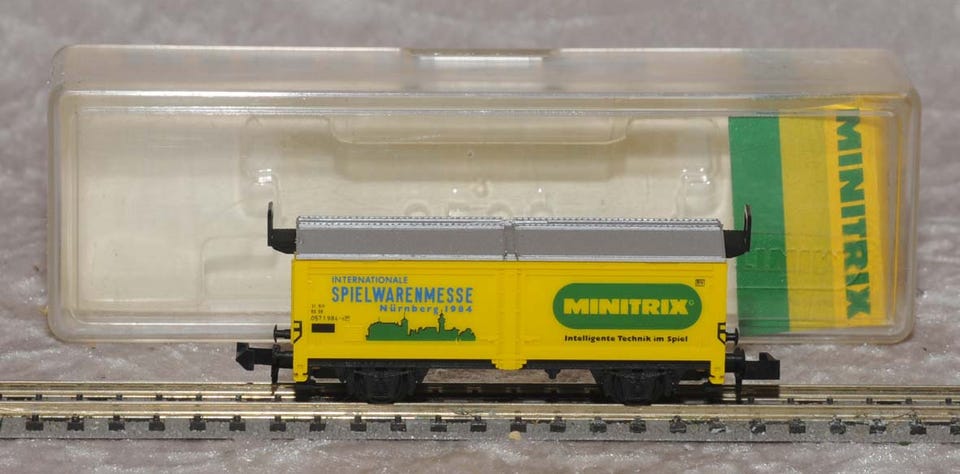 MINITRIX
INTERNATIONALE
SPIELWARENMESSE
Nürnberg 1984
MINITRIX®
Intelligente Technik im Spiel